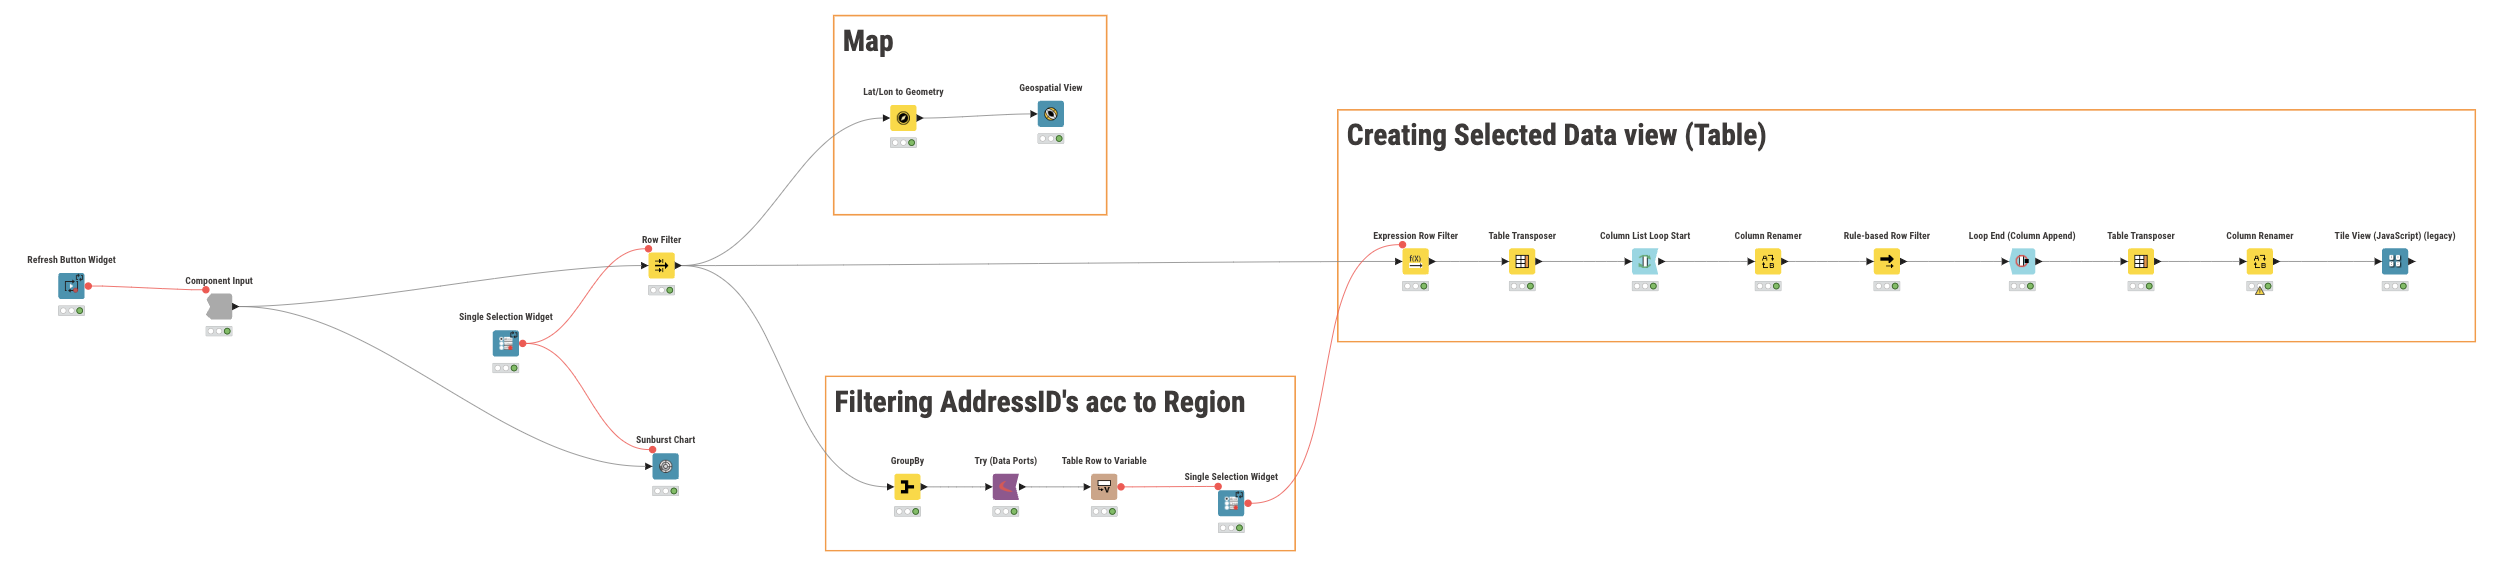 Map
Lat/Lon to Geometry
Geospatial View
Creating Selected Data view (Table)
Expression Row Filter
Table Transposer
Column List Loop Start
Column Renamer
Rule-based Row Filter
Loop End (Column Append)
Table Transposer
Column Renamer
Tile View (JavaScript) (legacy)
Row Filter
Refresh Button Widget
Component Input
Single Selection Widget
Sunburst Chart
Filtering AddressID's acc to Region
GroupBy
Try (Data Ports)
Table Row to Variable
Single Selection Widget